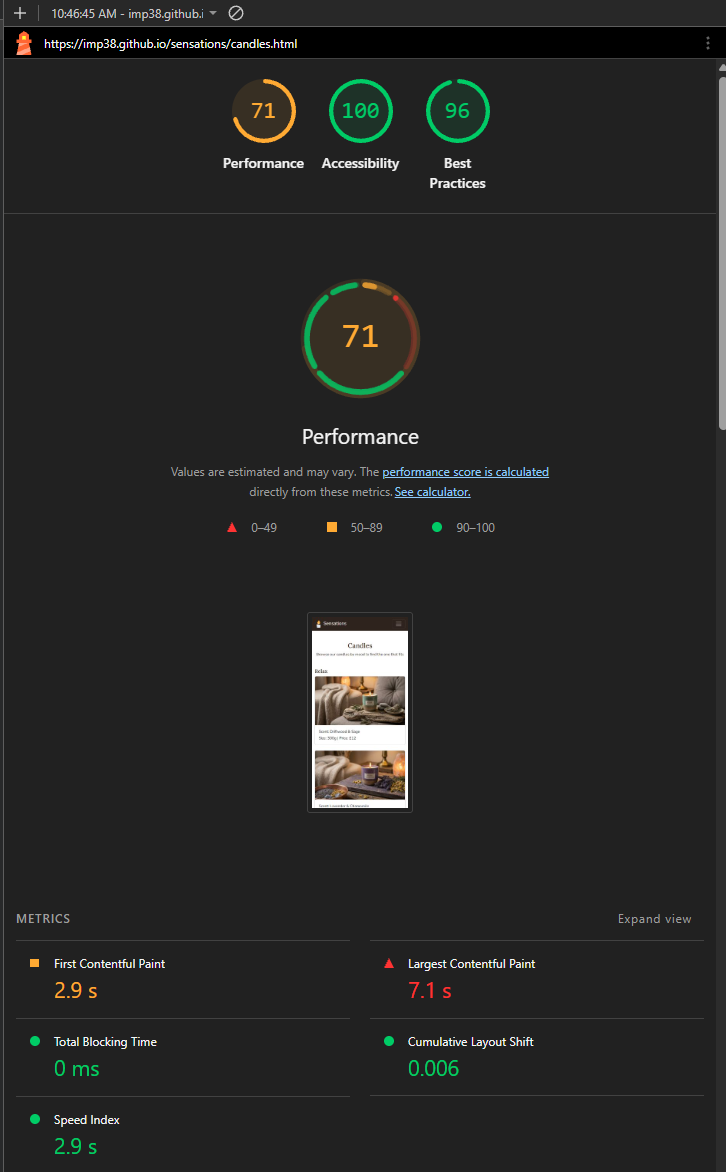 10:46:45 AM - imp38.github.i
https://imp38.github.io/sensations/candles.html
71
100
96
Performance
Accessibility
Best
Practices
71
Performance
Values are estimated and may vary. The performance score is calculated
directly from these metrics. See calculator.
0–49
50–89
90–100
Sensations
Candles
Relax
METRICS
Expand view
First Contentful Paint
2.9 s
Largest Contentful Paint
7.1 s
Total Blocking Time
0 ms
Cumulative Layout Shift
0.006
Speed Index
2.9 s